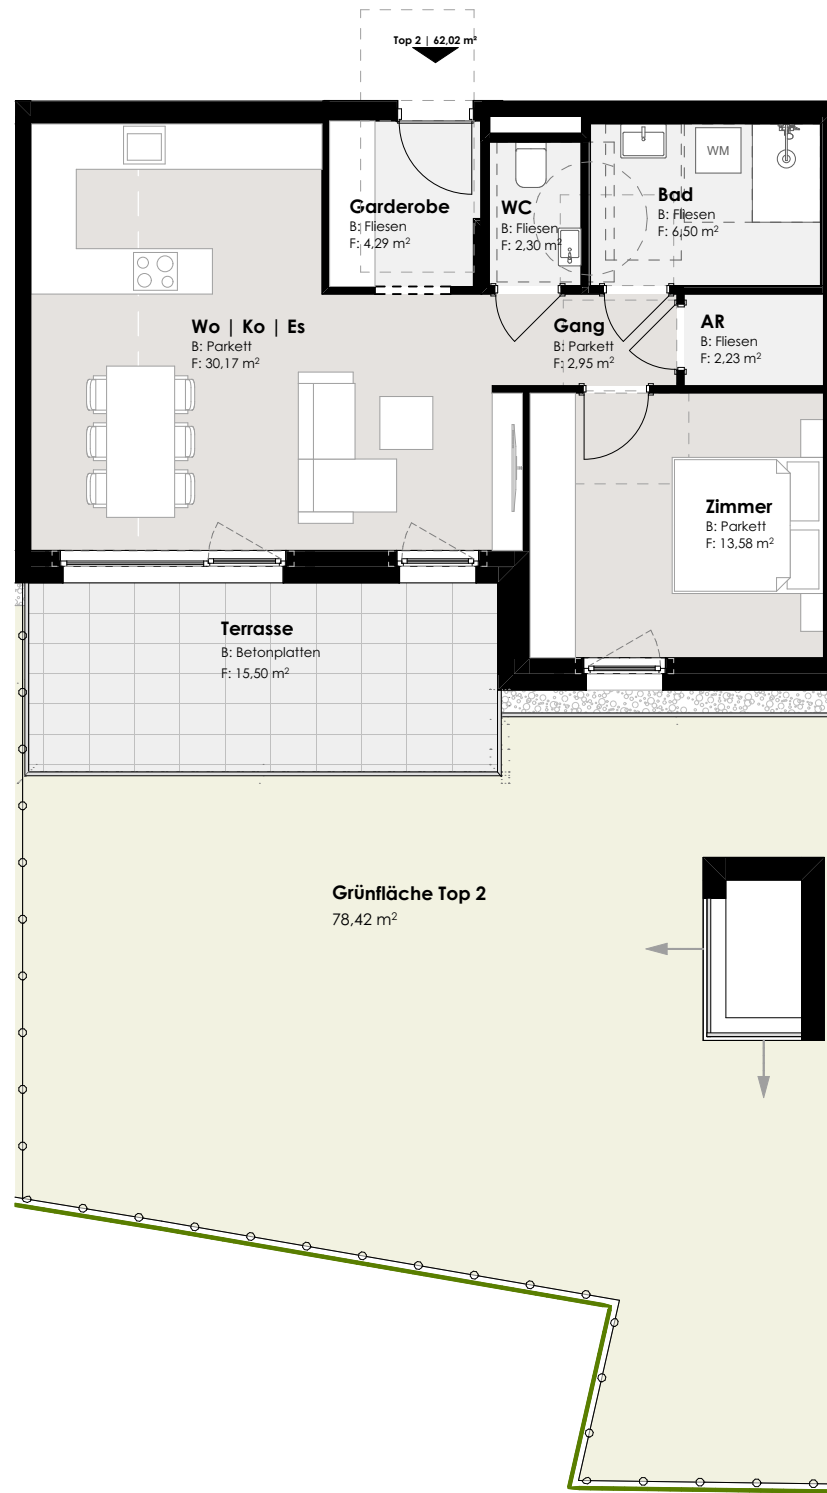 Top 2 | 62,02 m²
Garderobe
B: Fliesen
F: 4,29 m²
WC
B: Fliesen
F: 2,30 m²
WM
Bad
B: Fliesen
F: 6,50 m²
Wo | Ko | Es
B: Parkett
F: 30,17 m²
Gang
B: Parkett
F: 2,95 m²
AR
B: Fliesen
F: 2,23 m²
Zimmer
B: Parkett
F: 13,58 m²
Terrasse
B: Betonplatten
F: 15,50 m²
Grünfläche Top 2
78,42 m²